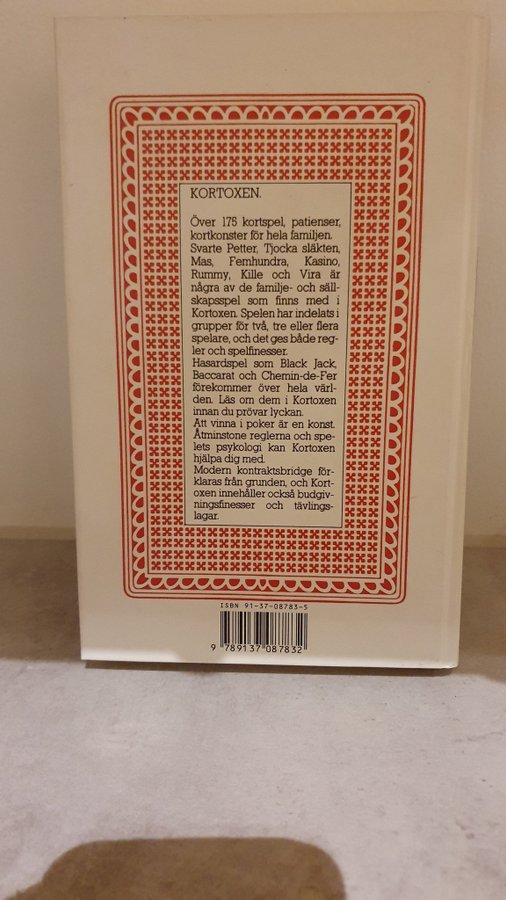 KORTOXEN.
Över 175 kortspel, patienser,
kortkonster för hela familjen.
Svarte Petter, Tjocka släkten,
Mas, Femhundra, Kasino,
Rummy, Kille och Vira är
några av de familje- och säll-
skapsspel som finns med i
Kortoxen. Spelen har indelats i
grupper för två, tre eller flera
spelare, och det ges både reg-
ler och spelfinesser.
Hasardspel som Black Jack,
Baccarat och Chemin-de-Fer
förekommer över hela värl-
den. Läs om dem i Kortoxen
innan du prövar lyckan.
Att vinna i poker är en konst.
Åtminstone reglerna och spe-
lets psykologi kan Kortoxen
hjälpa dig med.
Modern kontraktsbridge för-
klaras från grunden, och Kort-
oxen innehåller också budgiv-
ningsfinesser och tävlings-
lagar.
ISBN 91-37-08783-5
9 789137 087832